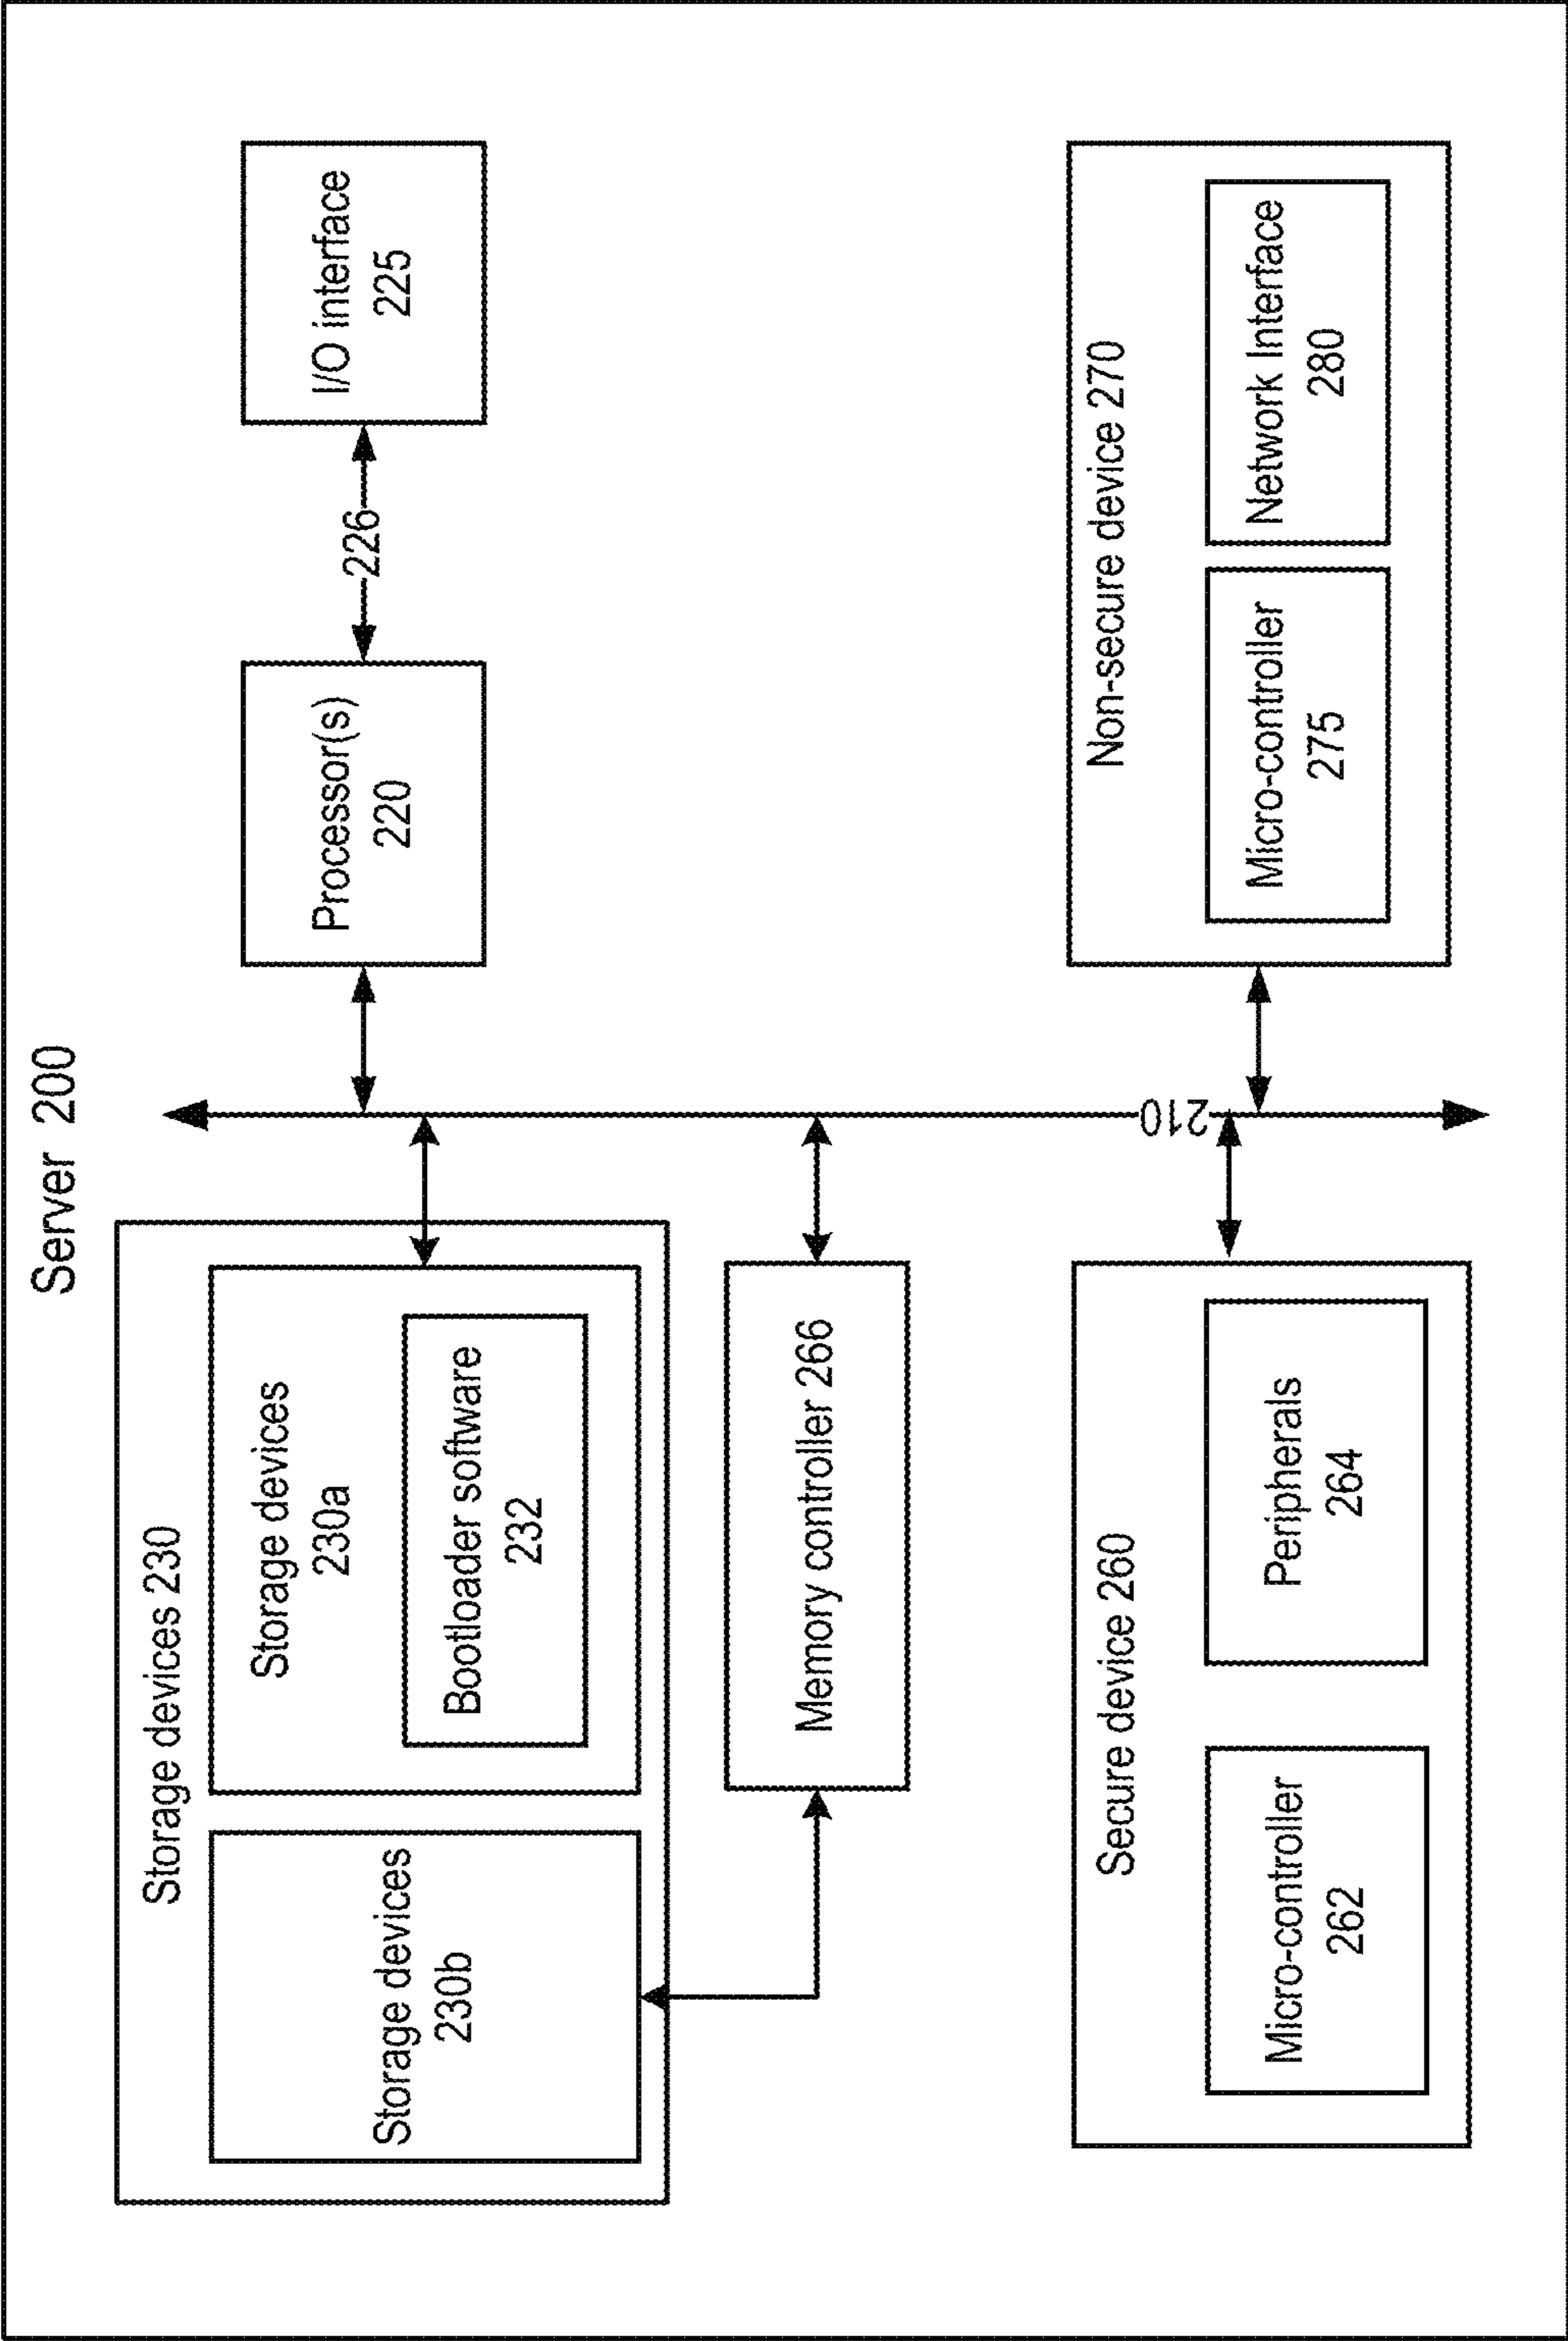 Server 200
Storage devices 230
Storage devices
230b
Storage devices
230a
Bootloader software
232
Processor(s)
220
226
I/O interface
225
Memory controller 266
210
Secure device 260
Micro-controller
262
Peripherals
264
Non-secure device 270
Micro-controller
275
Network Interface
280